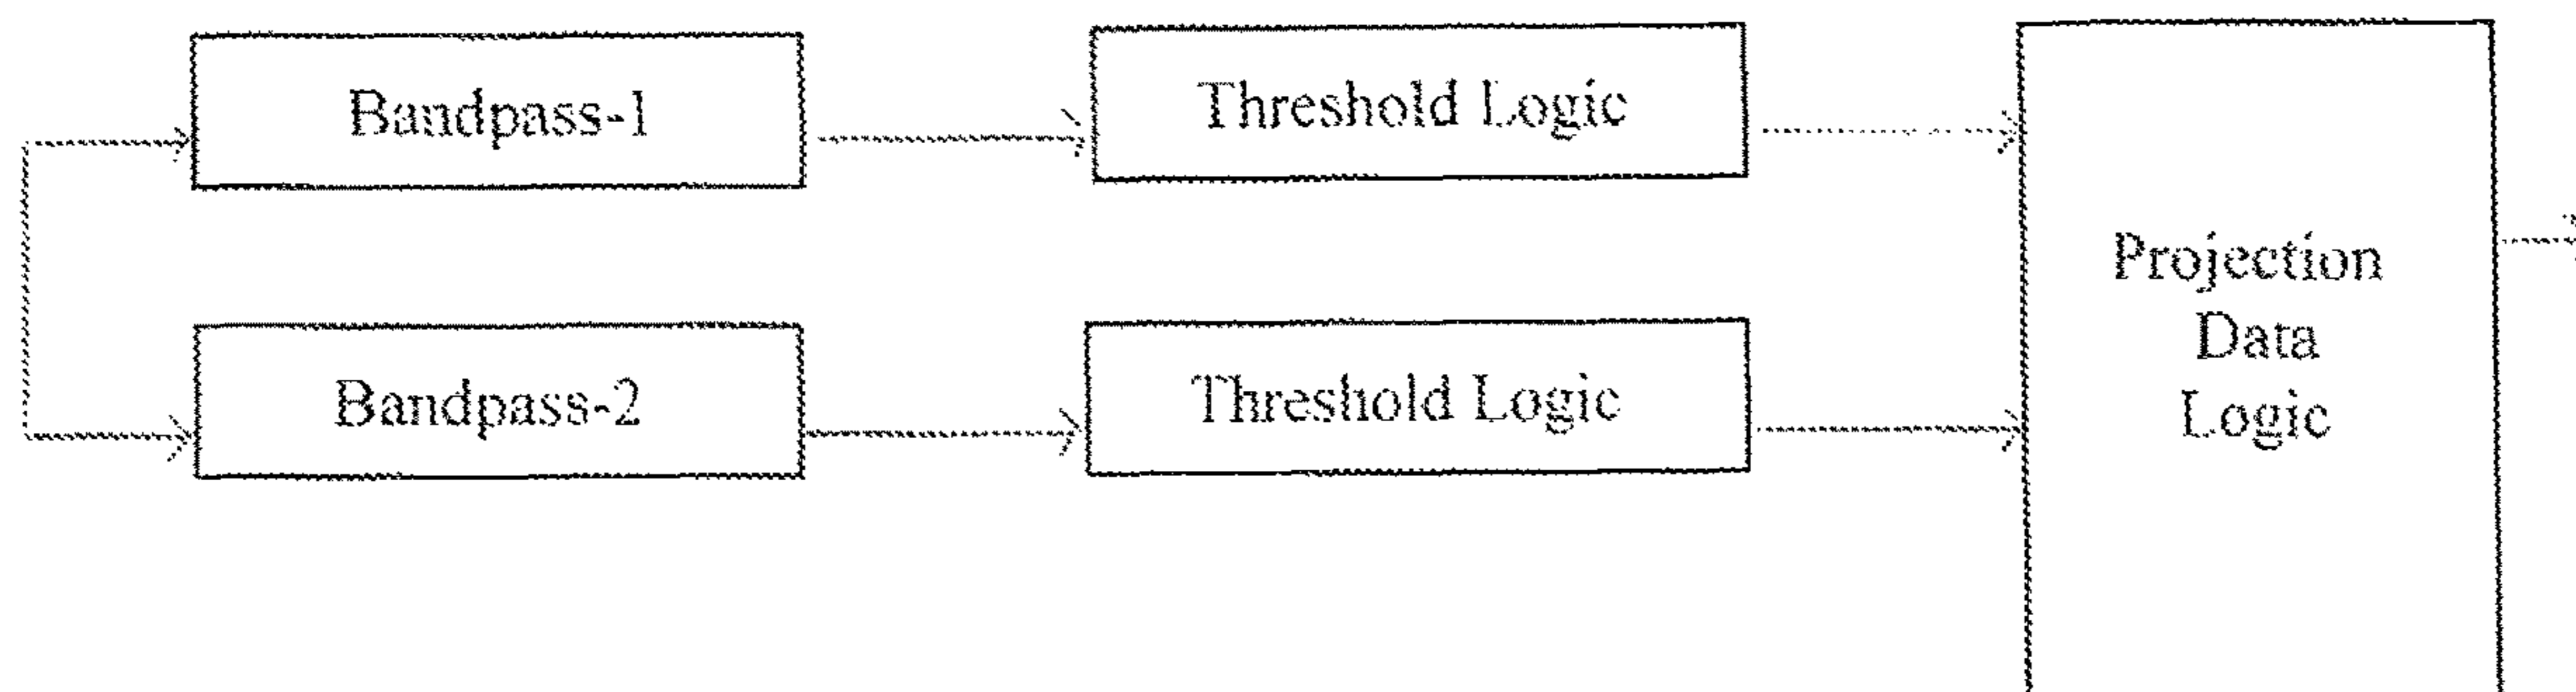 Bandpass-1
Threshold Logic
Projection
Data
Logic
Bandpass-2
Threshold Logic